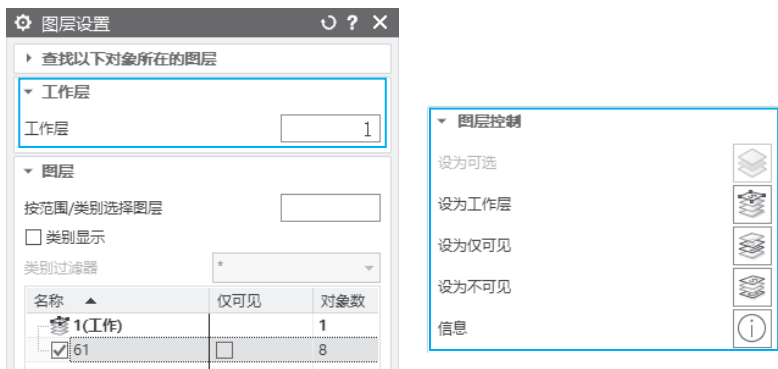 图层设置
查找以下对象所在的图层
工作层
工作层 1
图层
按范围/类别选择图层
类别显示
类别过滤器 *
名称 仅可见 对象数
1(工作) 1
61 8
图层控制
设为可选
设为工作层
设为仅可见
设为不可见
信息